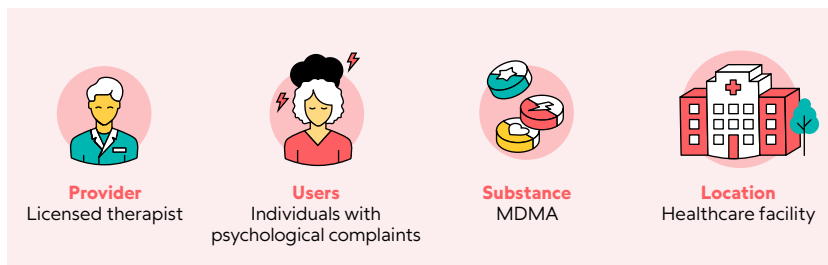 Provider
Licensed therapist
Users
Individuals with
psychological complaints
Substance
MDMA
Location
Healthcare facility